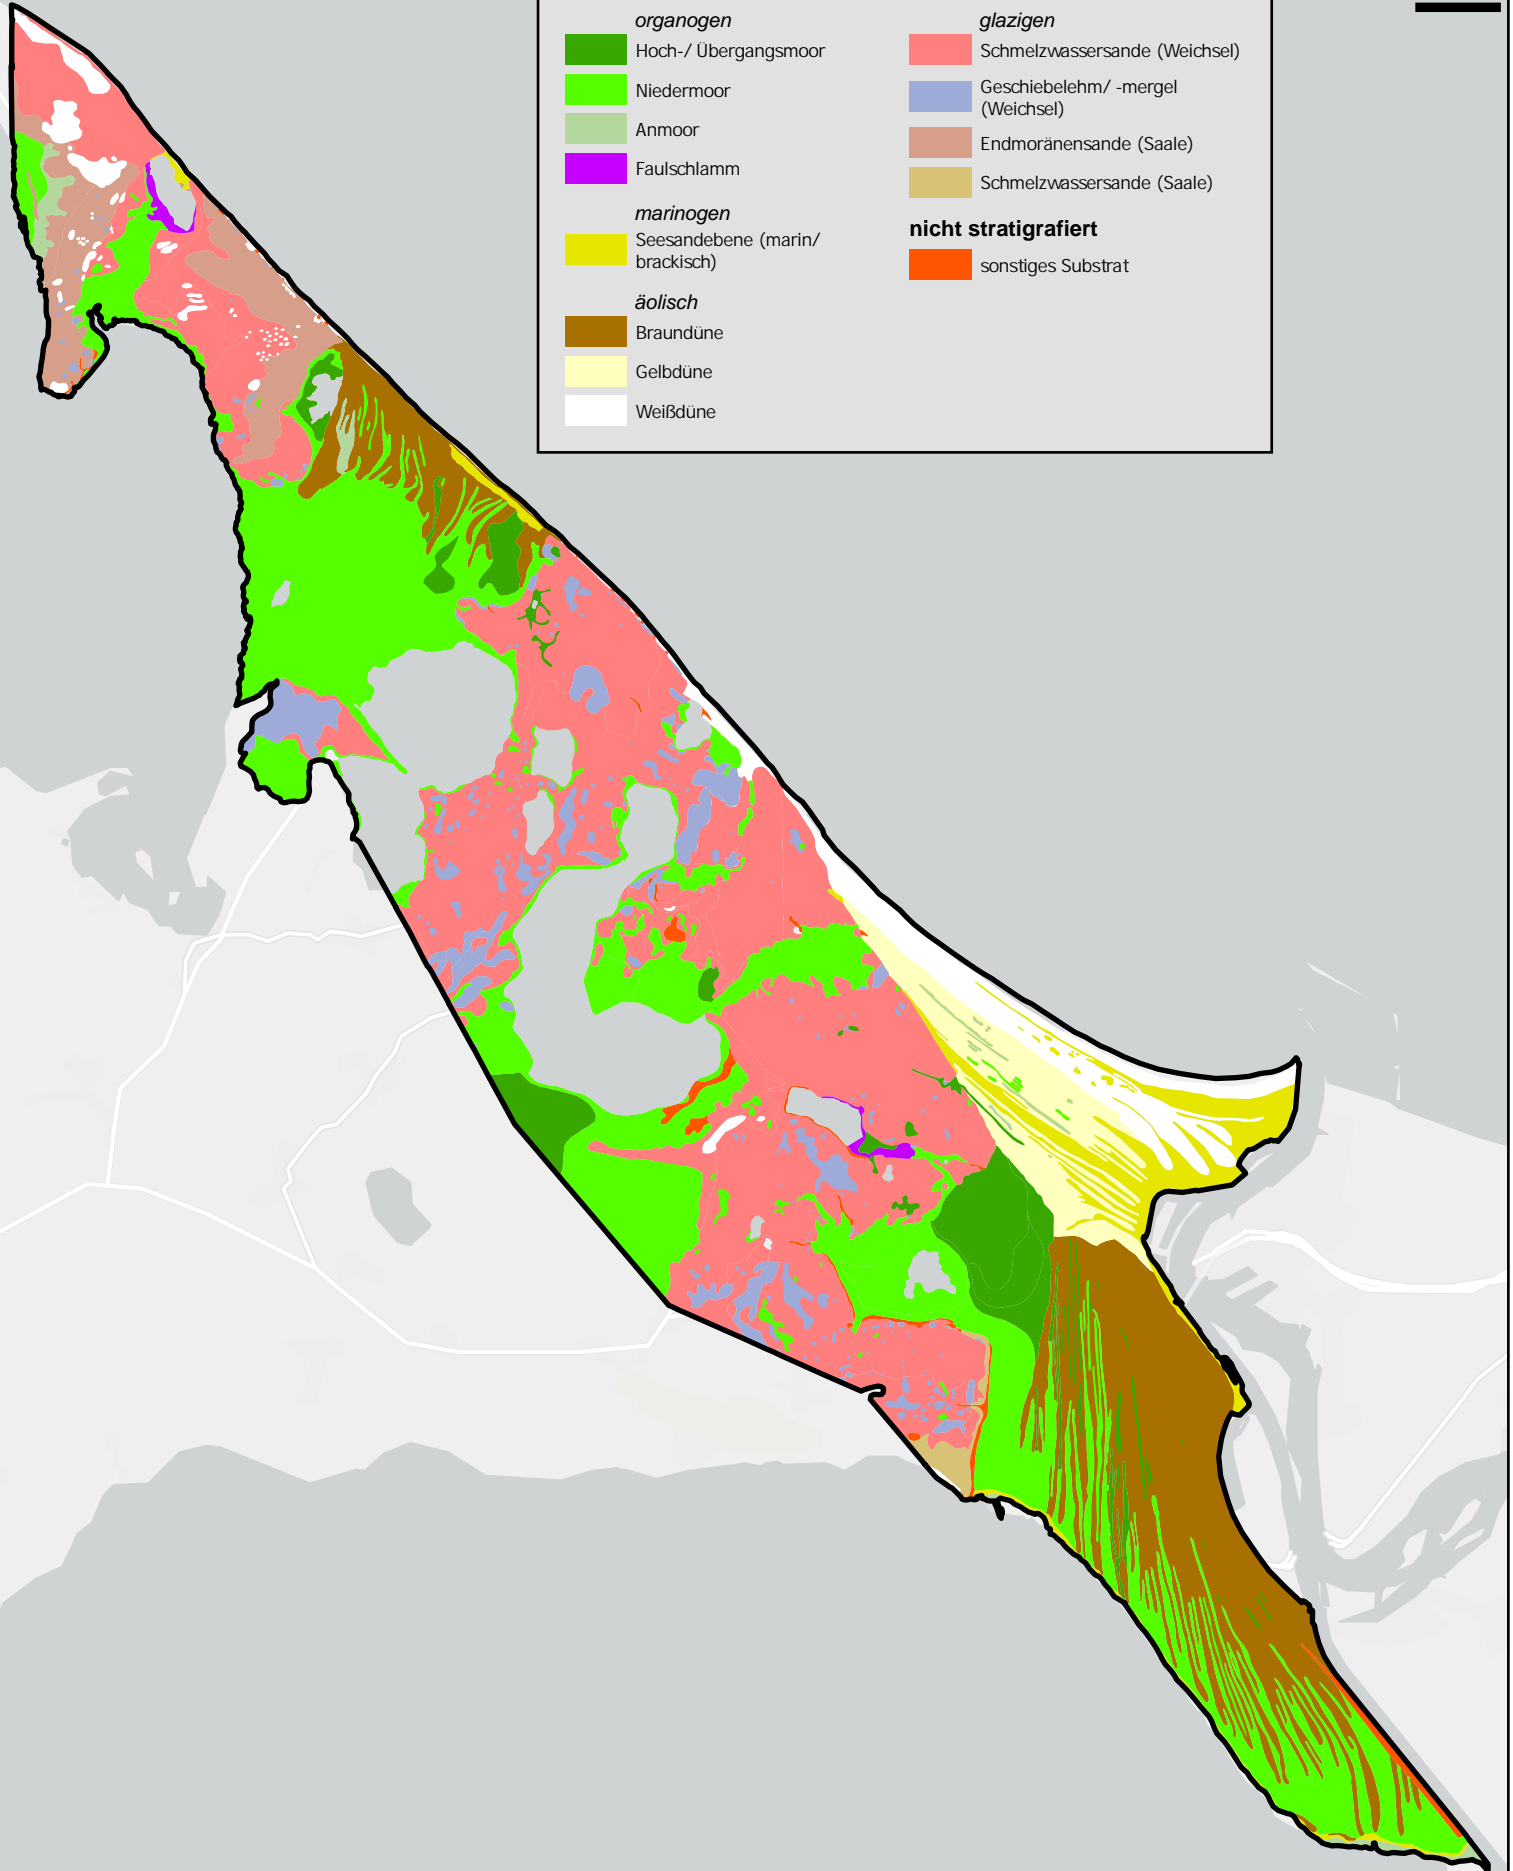 organogen
Hoch-/ Übergangsmoor
Niedermoor
Anmoor
Faulschlamm
marinogen
Seesandebene (marin/
brackisch)
äolisch
Braundüne
Gelbdüne
Weißdüne
glazigen
Schmelzwassersande (Weichsel)
Geschiebelehm/ -mergel
(Weichsel)
Endmoränensande (Saale)
Schmelzwassersande (Saale)
nicht stratigrafiert
sonstiges Substrat